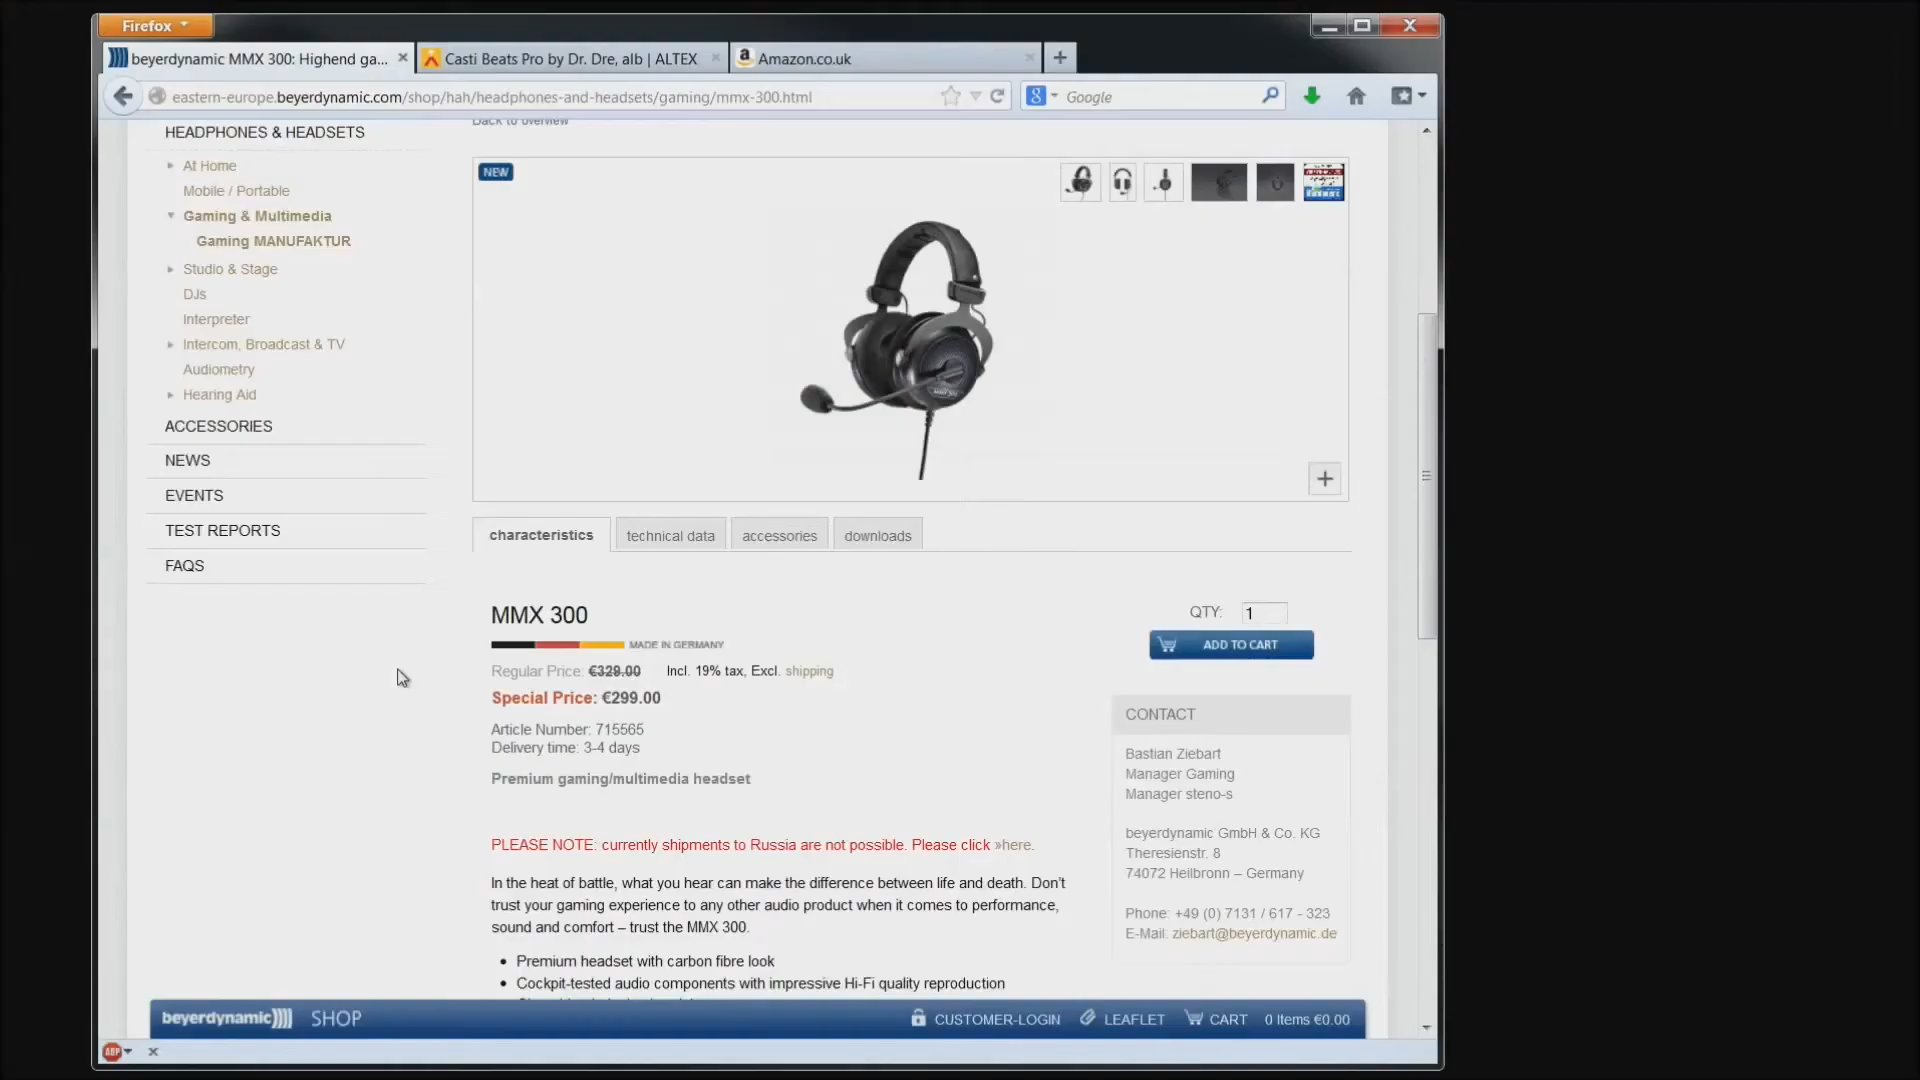 Firefox
beyerdynamic MMX 300: Highend ga...
Casti Beats Pro by Dr. Dre, alb | ALTEX
Amazon.co.uk
eastern-europe.beyerdynamic.com/shop/hah/headphones-and-headsets/gaming/mmx-300.html
Google
Back to overview
HEADPHONES & HEADSETS
At Home
Mobile / Portable
Gaming & Multimedia
Gaming MANUFAKTUR
Studio & Stage
DJs
Interpreter
Intercom, Broadcast & TV
Audiometry
Hearing Aid
ACCESSORIES
NEWS
EVENTS
TEST REPORTS
FAQS
NEW
characteristics
technical data
accessories
downloads
MMX 300
MADE IN GERMANY
Regular Price: €329.00 Incl. 19% tax, Excl. shipping
Special Price: €299.00
Article Number: 715565
Delivery time: 3-4 days
Premium gaming/multimedia headset
QTY: 1
ADD TO CART
PLEASE NOTE: currently shipments to Russia are not possible. Please click »here.
In the heat of battle, what you hear can make the difference between life and death. Don't
trust your gaming experience to any other audio product when it comes to performance,
sound and comfort – trust the MMX 300.
• Premium headset with carbon fibre look
• Cockpit-tested audio components with impressive Hi-Fi quality reproduction
CONTACT
Bastian Ziebart
Manager Gaming
Manager steno-s
beyerdynamic GmbH & Co. KG
Theresienstr. 8
74072 Heilbronn – Germany
Phone: +49 (0) 7131 / 617 - 323
E-Mail: ziebart@beyerdynamic.de
beyerdynamic)))) SHOP
CUSTOMER-LOGIN
LEAFLET
CART
0 Items €0.00
ABP